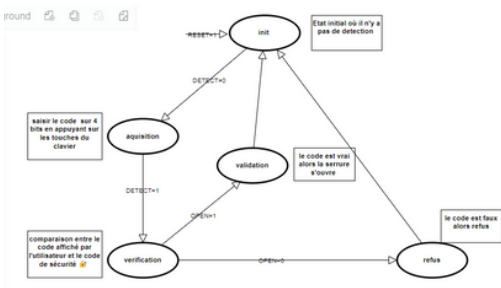 round
RESET=1
init
Etat initial où il n'y a
pas de detection
DETECT=0
saisir le code sur 4
bits en appuyant sur
les touches du
clavier
aquisition
validation
le code est vrai
alors la serrure
s'ouvre
DETECT=1
OPEN=1
le code est faux
alors refus
comparaison entre le
code affiché par
l'utilisateur et le code
de sécurité
verification
OPEN=0
refus